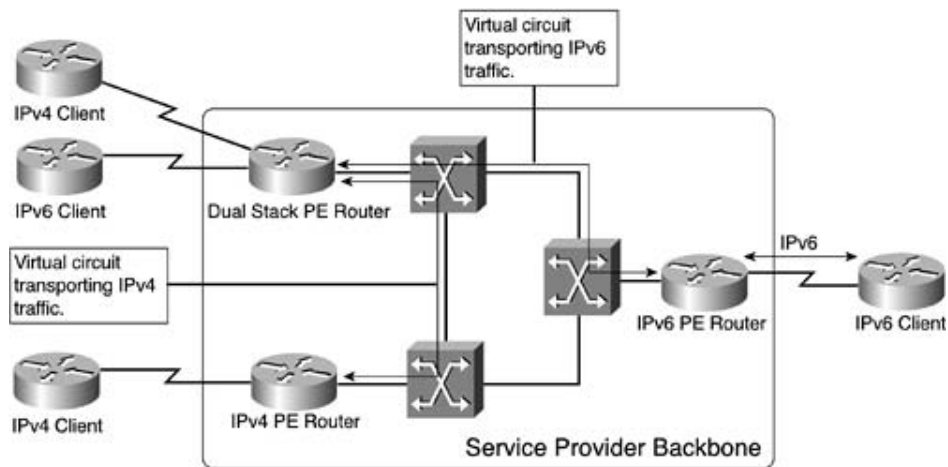 Virtual circuit
transporting IPv6
traffic.
IPv4 Client
IPv6 Client
Dual Stack PE Router
Virtual circuit
transporting IPv4
traffic.
IPv6
IPv6 PE Router
IPv6 Client
IPv4 Client
IPv4 PE Router
Service Provider Backbone